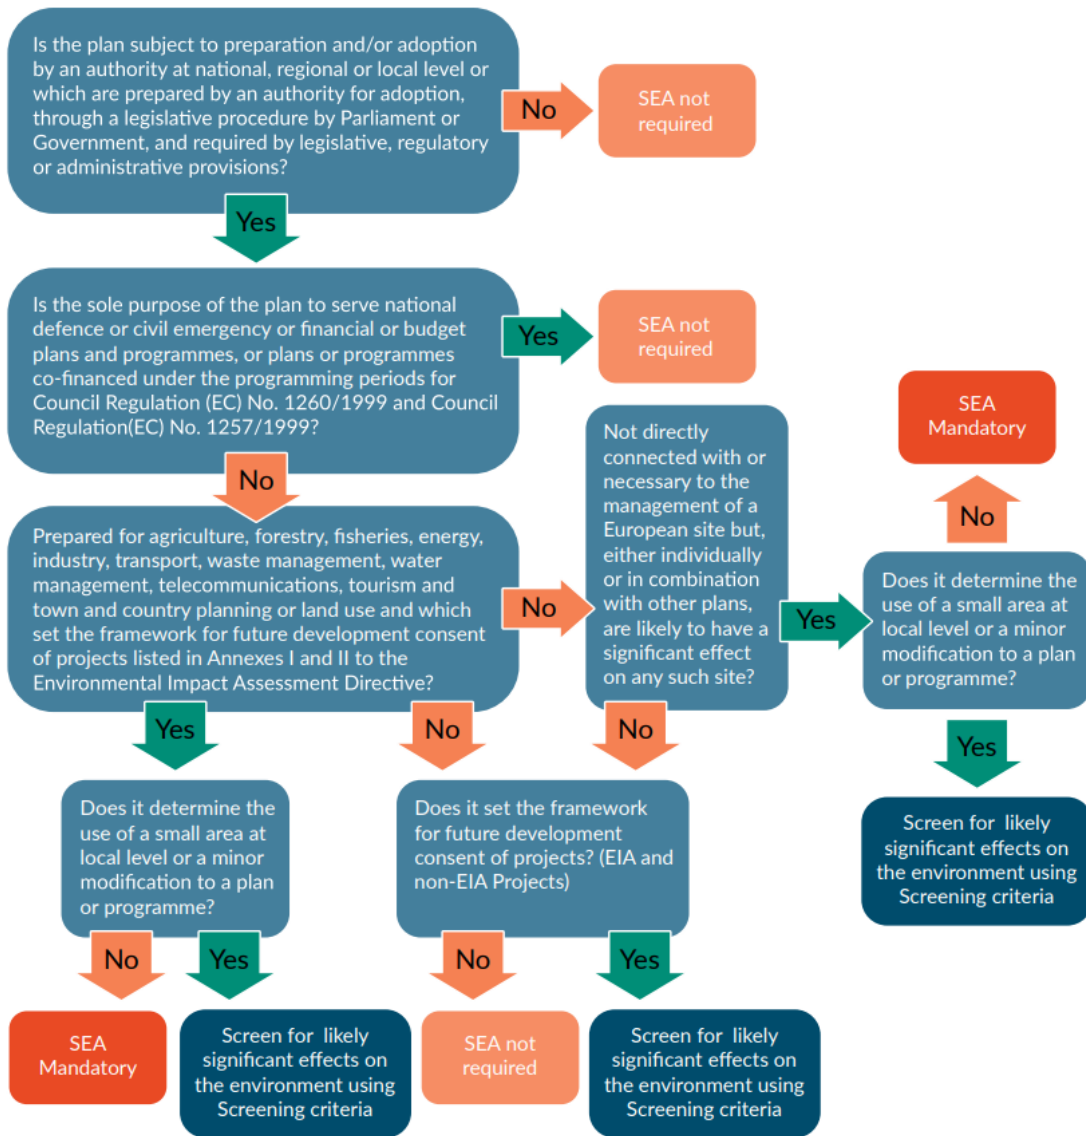 Is the plan subject to preparation and/or adoption
by an authority at national, regional or local level or
which are prepared by an authority for adoption,
through a legislative procedure by Parliament or
Government, and required by legislative, regulatory
or administrative provisions?
No
SEA not
required
Yes
Is the sole purpose of the plan to serve national
defence or civil emergency or financial or budget
plans and programmes, or plans or programmes
co-financed under the programming periods for
Council Regulation (EC) No. 1260/1999 and Council
Regulation(EC) No. 1257/1999?
Yes
SEA not
required
No
Prepared for agriculture, forestry, fisheries, energy,
industry, transport, waste management, water
management, telecommunications, tourism and
town and country planning or land use and which
set the framework for future development consent
of projects listed in Annexes I and II to the
Environmental Impact Assessment Directive?
No
Not directly
connected with or
necessary to the
management of a
European site but,
either individually
or in combination
with other plans,
are likely to have a
significant effect
on any such site?
Yes
SEA
Mandatory
No
Does it determine the
use of a small area at
local level or a minor
modification to a plan
or programme?
Yes
Screen for likely
significant effects on
the environment using
Screening criteria
Yes
No
No
Does it determine the
use of a small area at
local level or a minor
modification to a plan
or programme?
Does it set the framework
for future development
consent of projects? (EIA and
non-EIA Projects)
No
Yes
No
Yes
SEA
Mandatory
Screen for likely
significant effects on
the environment using
Screening criteria
SEA not
required
Screen for likely
significant effects on
the environment using
Screening criteria